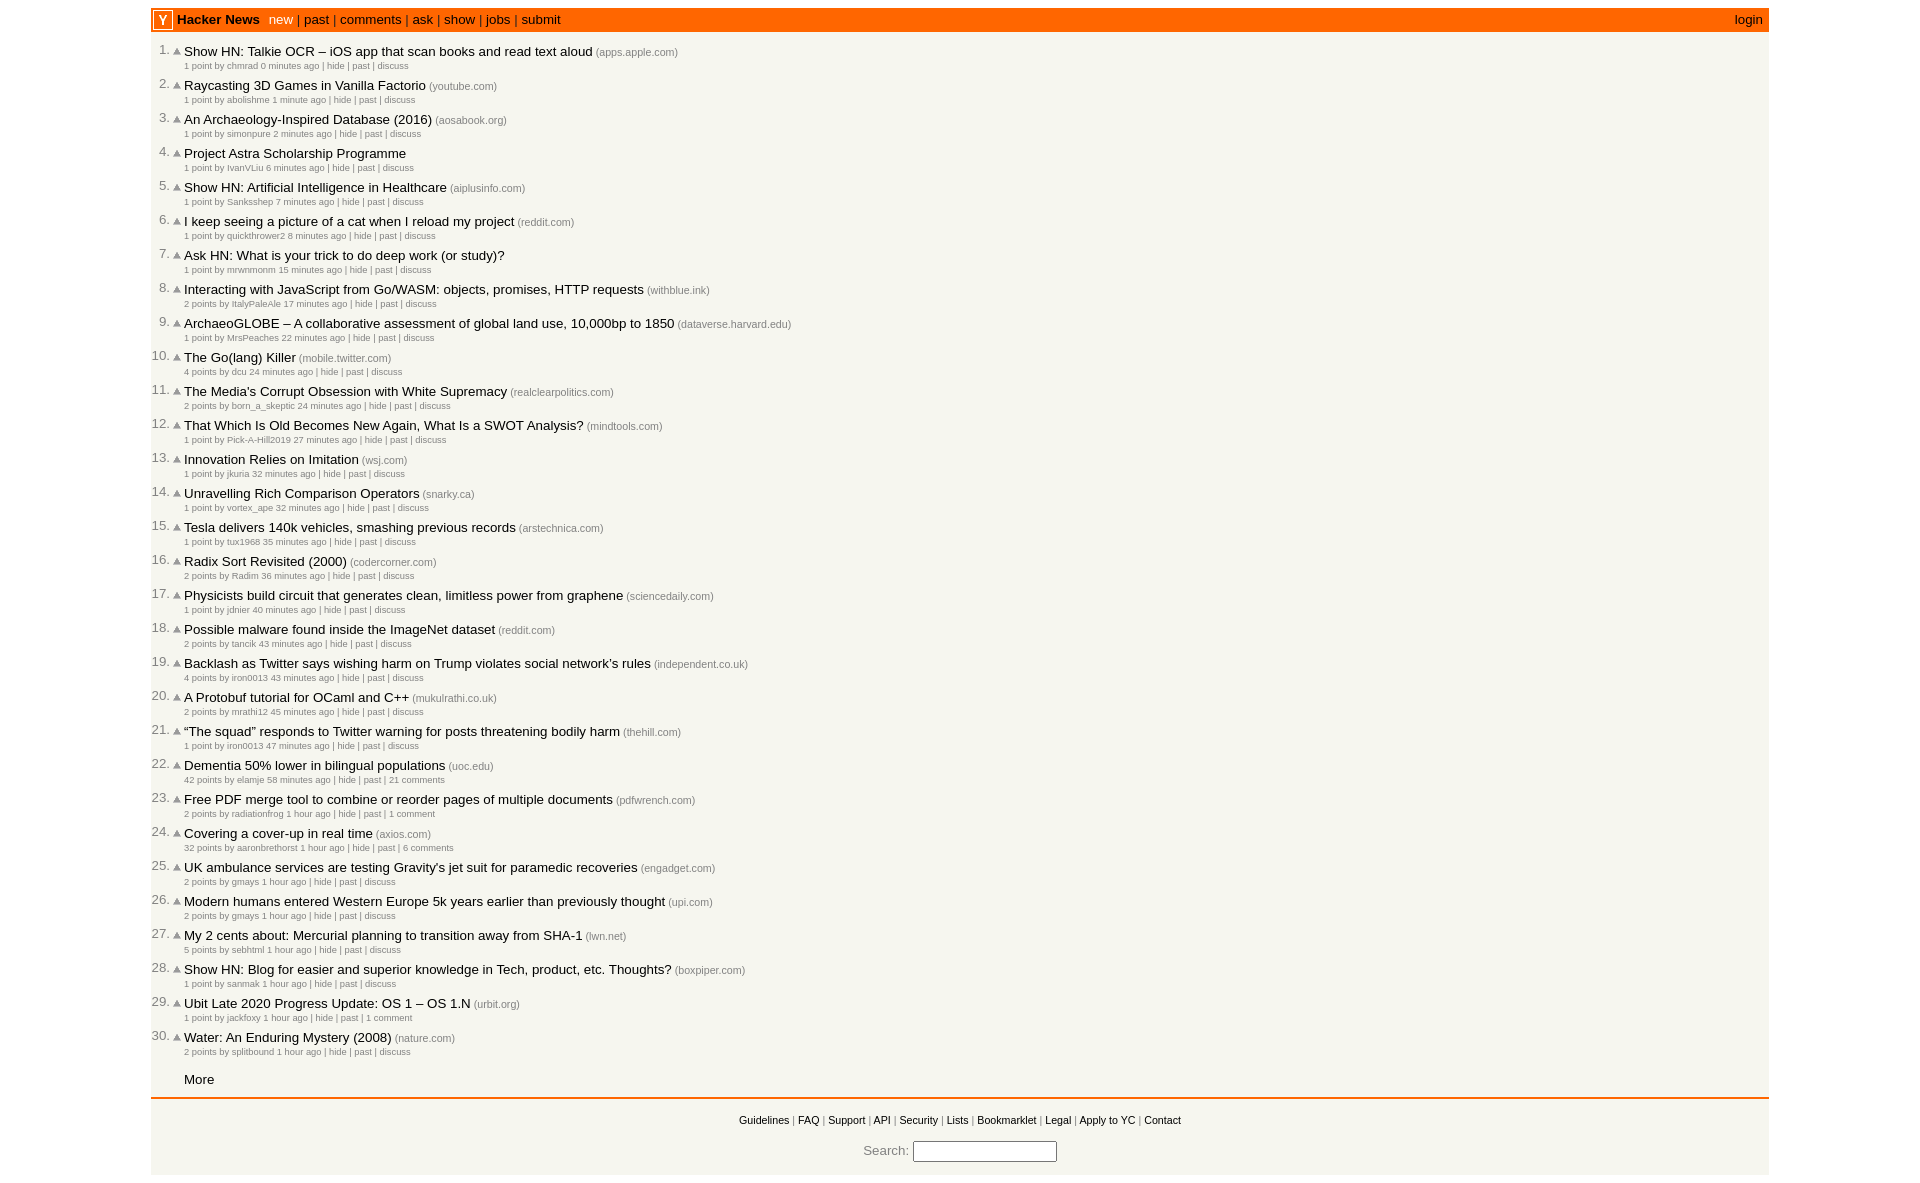 Y Hacker News new | past | comments | ask | show | jobs | submit login
1. Show HN: Talkie OCR – iOS app that scan books and read text aloud (apps.apple.com)
1 point by chmrad 0 minutes ago | hide | past | discuss
2. Raycasting 3D Games in Vanilla Factorio (youtube.com)
1 point by abolishme 1 minute ago | hide | past | discuss
3. An Archaeology-Inspired Database (2016) (aosabook.org)
1 point by simonpure 2 minutes ago | hide | past | discuss
4. Project Astra Scholarship Programme
1 point by IvanVLiu 6 minutes ago | hide | past | discuss
5. Show HN: Artificial Intelligence in Healthcare (aiplusinfo.com)
1 point by Sanksshep 7 minutes ago | hide | past | discuss
6. I keep seeing a picture of a cat when I reload my project (reddit.com)
1 point by quickthrower2 8 minutes ago | hide | past | discuss
7. Ask HN: What is your trick to do deep work (or study)?
1 point by mrwnmonm 15 minutes ago | hide | past | discuss
8. Interacting with JavaScript from Go/WASM: objects, promises, HTTP requests (withblue.ink)
2 points by ItalyPaleAle 17 minutes ago | hide | past | discuss
9. ArchaeoGLOBE – A collaborative assessment of global land use, 10,000bp to 1850 (dataverse.harvard.edu)
1 point by MrsPeaches 22 minutes ago | hide | past | discuss
10. The Go(lang) Killer (mobile.twitter.com)
4 points by dcu 24 minutes ago | hide | past | discuss
11. The Media's Corrupt Obsession with White Supremacy (realclearpolitics.com)
2 points by born_a_skeptic 24 minutes ago | hide | past | discuss
12. That Which Is Old Becomes New Again, What Is a SWOT Analysis? (mindtools.com)
1 point by Pick-A-Hill2019 27 minutes ago | hide | past | discuss
13. Innovation Relies on Imitation (wsj.com)
1 point by jkuria 32 minutes ago | hide | past | discuss
14. Unravelling Rich Comparison Operators (snarky.ca)
1 point by vortex_ape 32 minutes ago | hide | past | discuss
15. Tesla delivers 140k vehicles, smashing previous records (arstechnica.com)
1 point by tux1968 35 minutes ago | hide | past | discuss
16. Radix Sort Revisited (2000) (codercorner.com)
2 points by Radim 36 minutes ago | hide | past | discuss
17. Physicists build circuit that generates clean, limitless power from graphene (sciencedaily.com)
1 point by jdnier 40 minutes ago | hide | past | discuss
18. Possible malware found inside the ImageNet dataset (reddit.com)
2 points by tancik 43 minutes ago | hide | past | discuss
19. Backlash as Twitter says wishing harm on Trump violates social network’s rules (independent.co.uk)
4 points by iron0013 43 minutes ago | hide | past | discuss
20. A Protobuf tutorial for OCaml and C++ (mukulrathi.co.uk)
2 points by mrathi12 45 minutes ago | hide | past | discuss
21. “The squad” responds to Twitter warning for posts threatening bodily harm (thehill.com)
1 point by iron0013 47 minutes ago | hide | past | discuss
22. Dementia 50% lower in bilingual populations (uoc.edu)
42 points by elamje 58 minutes ago | hide | past | 21 comments
23. Free PDF merge tool to combine or reorder pages of multiple documents (pdfwrench.com)
2 points by radiationfrog 1 hour ago | hide | past | 1 comment
24. Covering a cover-up in real time (axios.com)
32 points by aaronbrethorst 1 hour ago | hide | past | 6 comments
25. UK ambulance services are testing Gravity's jet suit for paramedic recoveries (engadget.com)
2 points by gmays 1 hour ago | hide | past | discuss
26. Modern humans entered Western Europe 5k years earlier than previously thought (upi.com)
2 points by gmays 1 hour ago | hide | past | discuss
27. My 2 cents about: Mercurial planning to transition away from SHA-1 (lwn.net)
5 points by sebhtml 1 hour ago | hide | past | discuss
28. Show HN: Blog for easier and superior knowledge in Tech, product, etc. Thoughts? (boxpiper.com)
1 point by sanmak 1 hour ago | hide | past | discuss
29. Ubit Late 2020 Progress Update: OS 1 – OS 1.N (urbit.org)
1 point by jackfoxy 1 hour ago | hide | past | 1 comment
30. Water: An Enduring Mystery (2008) (nature.com)
2 points by splitbound 1 hour ago | hide | past | discuss
More
Guidelines | FAQ | Support | API | Security | Lists | Bookmarklet | Legal | Apply to YC | Contact
Search: